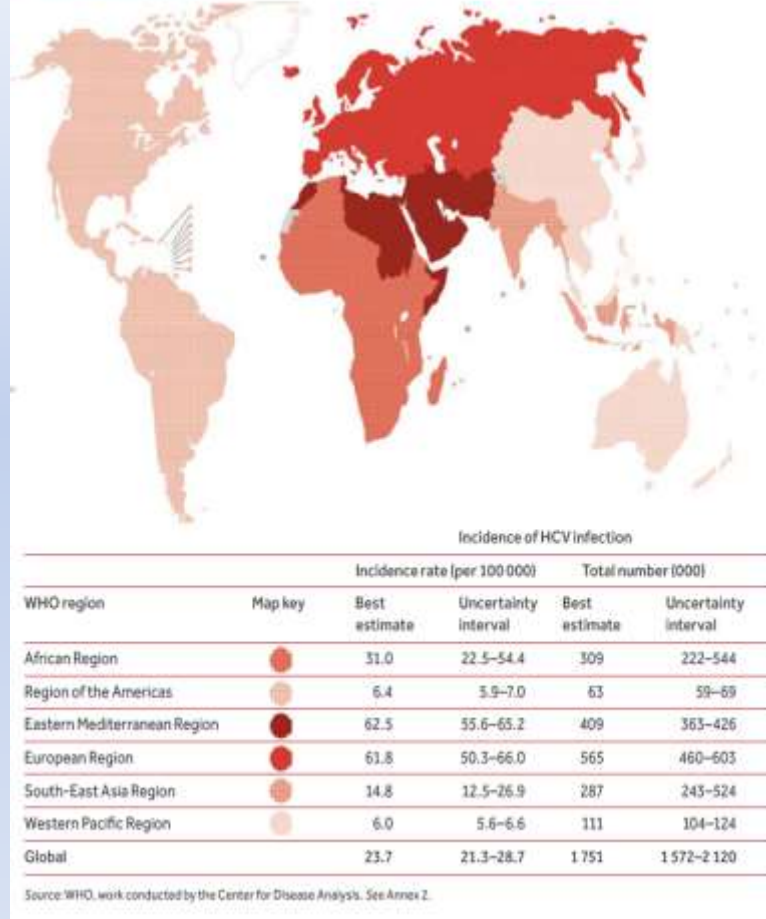 Incidence of HCV infection
Incidence rate (per 100 000) Total number (000)
WHO region Map key Best estimate Uncertainty interval Best estimate Uncertainty interval
African Region 31.0 22.5–54.4 309 222–544
Region of the Americas 6.4 5.9–7.0 63 59–69
Eastern Mediterranean Region 62.5 55.6–65.2 409 363–426
European Region 61.8 50.3–66.0 565 460–603
South-East Asia Region 14.8 12.5–26.9 287 243–524
Western Pacific Region 6.0 5.6–6.6 111 104–124
Global 23.7 21.3–28.7 1 751 1 572–2 120
Source: WHO, work conducted by the Center for Disease Analysis. See Annex 2.